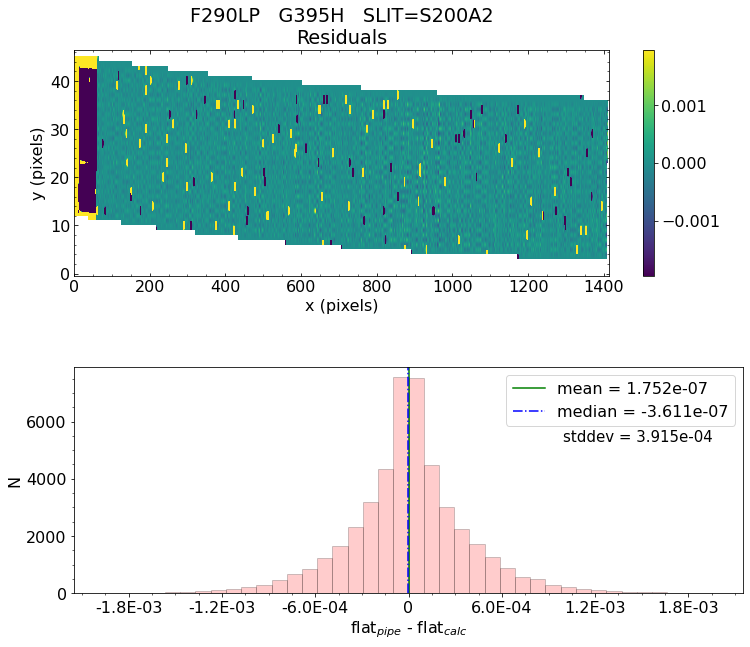 F290LP   G395H   SLIT=S200A2
Residuals
y (pixels)
40
30
20
10
0
0 200 400 600 800 1000 1200 1400
x (pixels)
0.001
0.000
−0.001
N
6000
4000
2000
0
mean = 1.752e-07
median = -3.611e-07
stddev = 3.915e-04
-1.8E-03 -1.2E-03 -6.0E-04 0 6.0E-04 1.2E-03 1.8E-03
flat_pipe - flat_calc